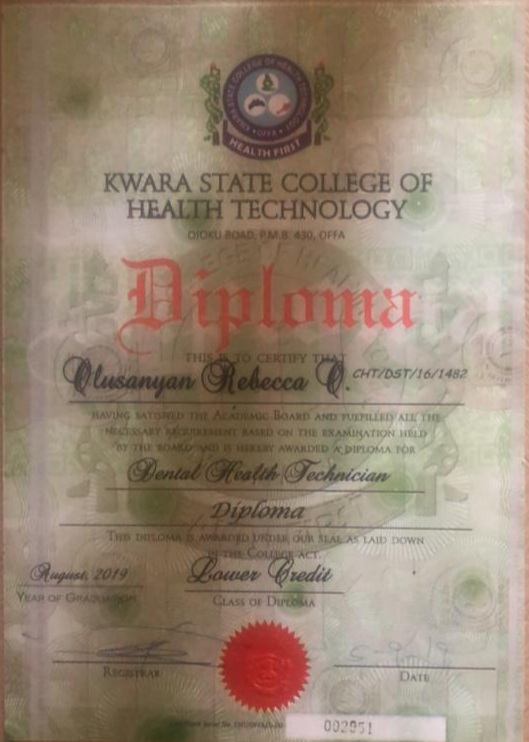 HEALTH FIRST
KWARA STATE COLLEGE OF
HEALTH TECHNOLOGY
OJOKU ROAD, P.M.B. 430, OFFA
Diploma
THIS IS TO CERTIFY THAT
Olusanyan Rebecca O. CHT/DST/16/1482
HAVING SATISFIED THE ACADEMIC BOARD AND FULFILLED ALL THE
NECESSARY REQUIREMENT BASED ON THE EXAMINATION HELD
BY THE BOARD AND IS HEREBY AWARDED A DIPLOMA FOR
Dental Health Technician
Diploma
THIS DIPLOMA IS AWARDED UNDER OUR SEAL AS LAID DOWN
IN THE COLLEGE ACT.
August, 2019 Lower Credit
YEAR OF GRADUATION CLASS OF DIPLOMA
REGISTRAR DATE
002951